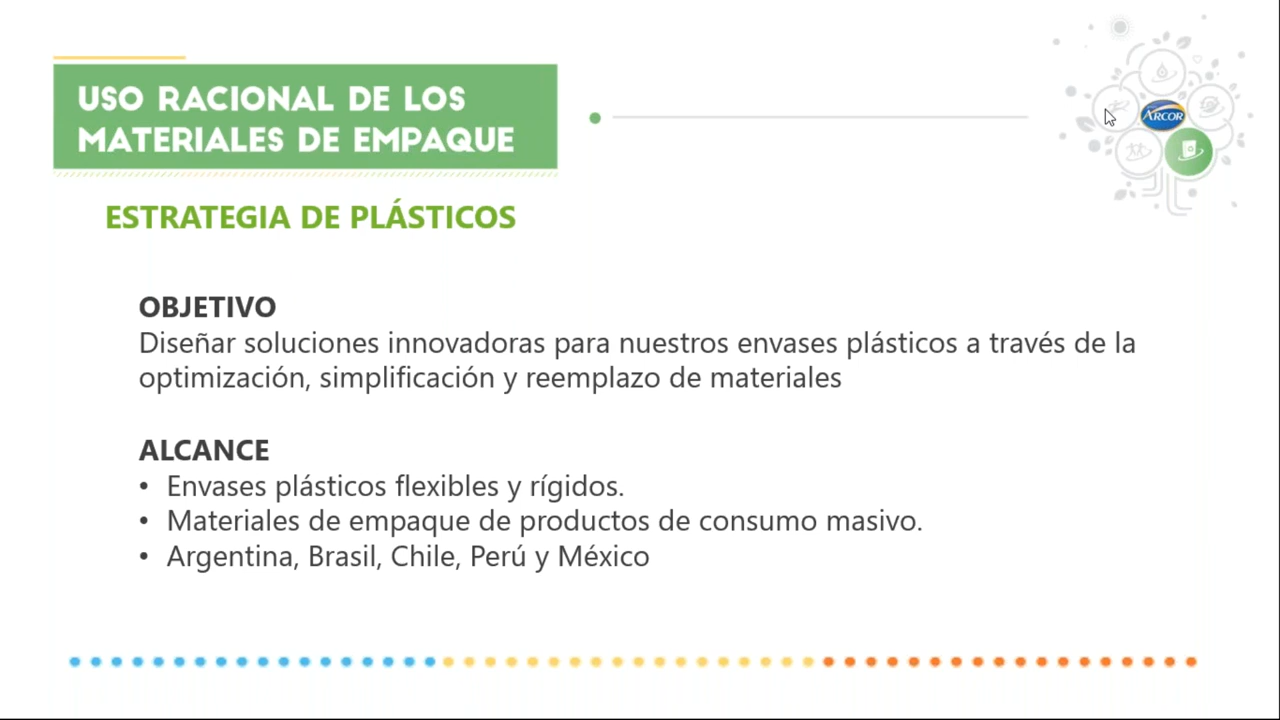 USO RACIONAL DE LOS
MATERIALES DE EMPAQUE
ARCOR
ESTRATEGIA DE PLÁSTICOS
OBJETIVO
Diseñar soluciones innovadoras para nuestros envases plásticos a través de la
optimización, simplificación y reemplazo de materiales
ALCANCE
• Envases plásticos flexibles y rígidos.
• Materiales de empaque de productos de consumo masivo.
• Argentina, Brasil, Chile, Perú y México